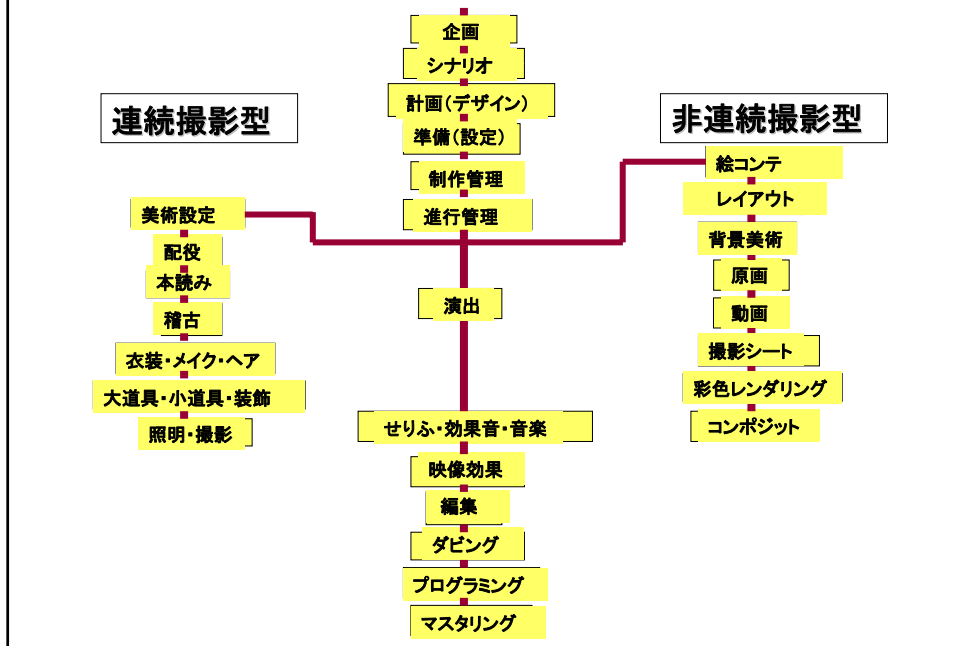 企画
シナリオ
計画（デザイン）
準備（設定）
制作管理
進行管理
演出
せりふ・効果音・音楽
映像効果
編集
ダビング
プログラミング
マスタリング
連続撮影型
美術設定
配役
本読み
稽古
衣装・メイク・ヘア
大道具・小道具・装飾
照明・撮影
非連続撮影型
絵コンテ
レイアウト
背景美術
原画
動画
撮影シート
彩色レンダリング
コンポジット